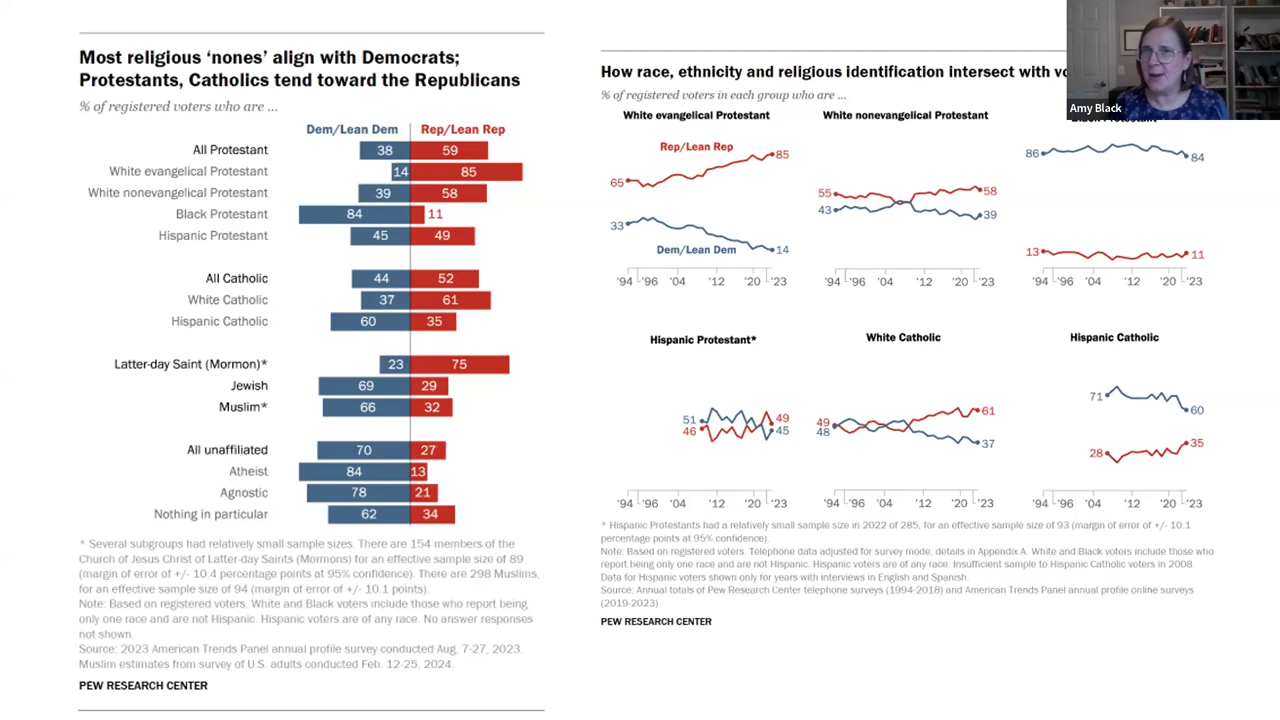 Most religious ‘nones’ align with Democrats;
Protestants, Catholics tend toward the Republicans
% of registered voters who are ...
Dem/Lean Dem Rep/Lean Rep
All Protestant 38 59
White evangelical Protestant 14 85
White nonevangelical Protestant 39 58
Black Protestant 84 11
Hispanic Protestant 45 49
All Catholic 44 52
White Catholic 37 61
Hispanic Catholic 60 35
Latter-day Saint (Mormon)* 23 75
Jewish 69 29
Muslim* 66 32
All unaffiliated 70 27
Atheist 84 13
Agnostic 78 21
Nothing in particular 62 34
* Several subgroups had relatively small sample sizes. There are 154 members of the
Church of Jesus Christ of Latter-day Saints (Mormons) for an effective sample size of 89
(margin of error of +/- 10.4 percentage points at 95% confidence). There are 298 Muslims,
for an effective sample size of 94 (margin of error of +/- 10.1 points).
Note: Based on registered voters. White and Black voters include those who report being
only one race and are not Hispanic. Hispanic voters are of any race. No answer responses
not shown.
Source: 2023 American Trends Panel annual profile survey conducted Aug. 7-27, 2023.
Muslim estimates from survey of U.S. adults conducted Feb. 12-25, 2024.
PEW RESEARCH CENTER
How race, ethnicity and religious identification intersect with
% of registered voters in each group who are ...
White evangelical Protestant
Rep/Lean Rep
65 85
33 14
Dem/Lean Dem
'94 '96 '04 '12 '20 '23
White nonevangelical Protestant
55 58
43 39
'94 '96 '04 '12 '20 '23
86 84
13 11
'94 '96 '04 '12 '20 '23
Hispanic Protestant*
51 49
46 45
'94 '96 '04 '12 '20 '23
White Catholic
49 61
48 37
'94 '96 '04 '12 '20 '23
Hispanic Catholic
71 60
28 35
'94 '96 '04 '12 '20 '23
* Hispanic Protestants had a relatively small sample size in 2022 of 285, for an effective sample size of 93 (margin of error of +/- 10.1
percentage points at 95% confidence).
Note: Based on registered voters. Telephone data adjusted for survey mode; details in Appendix A. White and Black voters include those who
report being only one race and are not Hispanic. Hispanic voters are of any race. Insufficient sample to Hispanic Catholic voters in 2008.
Data for Hispanic voters shown only for years with interviews in English and Spanish.
Source: Annual totals of Pew Research Center telephone surveys (1994-2018) and American Trends Panel annual profile online surveys
(2019-2023).
PEW RESEARCH CENTER
Amy Black